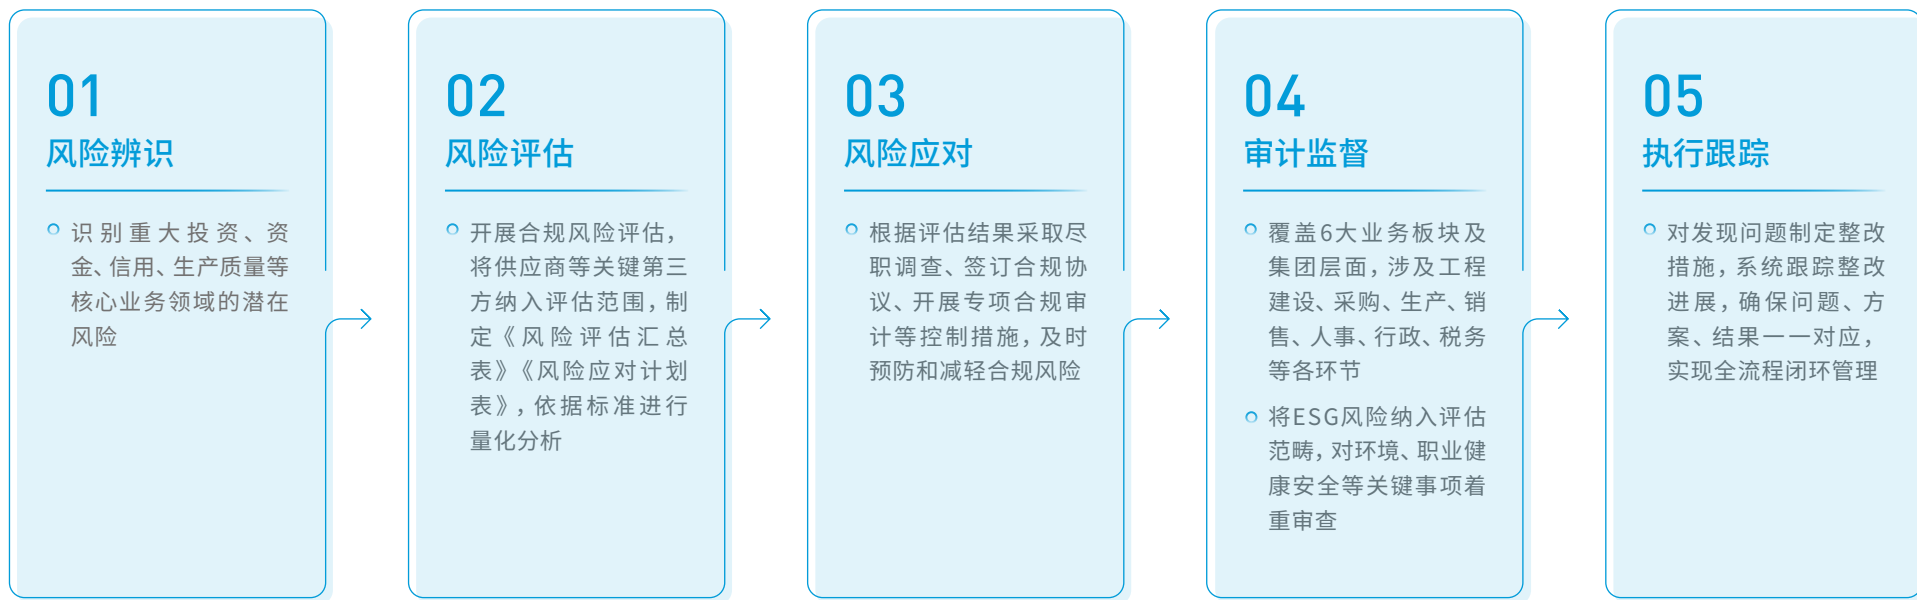 01
风险辨识
识别重大投资、资
金、信用、生产质量等
核心业务领域的潜在
风险
02
风险评估
开展合规风险评估，
将供应商等关键第三
方纳入评估范围，制
定《风险评估汇总
表》《风险应对计划
表》，依据标准进行
量化分析
03
风险应对
根据评估结果采取尽
职调查、签订合规协
议、开展专项合规审
计等控制措施，及时
预防和减轻合规风险
04
审计监督
覆盖6大业务板块及
集团层面，涉及工程
建设、采购、生产、销
售、人事、行政、税务
等各环节
将ESG风险纳入评估
范畴，对环境、职业健
康安全等关键事项着
重审查
05
执行跟踪
对发现问题制定整改
措施，系统跟踪整改
进展，确保问题、方
案、结果一一对应，
实现全流程闭环管理